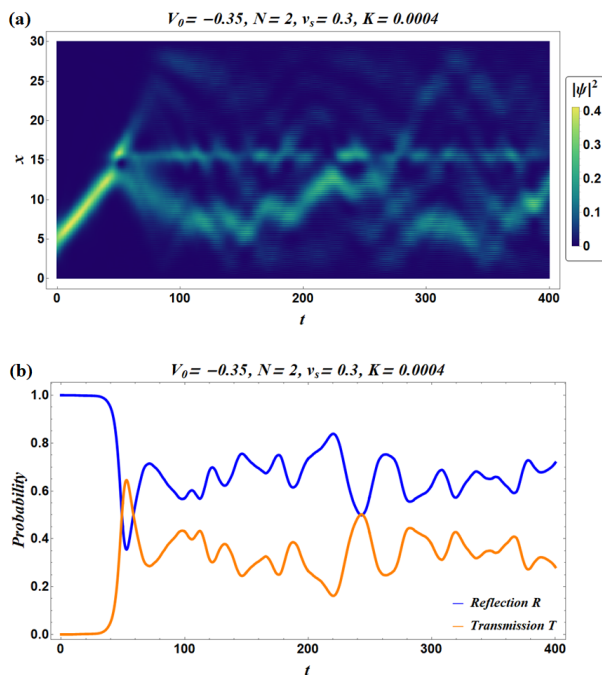 (a)
V₀ = −0.35, N = 2, vₛ = 0.3, K = 0.0004
30
25
20
15
10
5
0
x
0
100
200
300
400
t
|ψ|²
0.4
0.3
0.2
0.1
0
(b)
V₀ = −0.35, N = 2, vₛ = 0.3, K = 0.0004
1.0
0.8
0.6
0.4
0.2
0.0
Probability
Reflection R
Transmission T
0
100
200
300
400
t